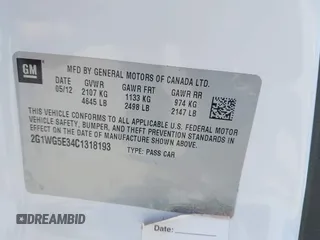 GM
MFD BY GENERAL MOTORS OF CANADA LTD.
05/12 GVWR GAWR FRT GAWR RR
2107 KG 1133 KG 974 KG
4645 LB 2498 LB 2147 LB
THIS VEHICLE CONFORMS TO ALL APPLICABLE U.S. FEDERAL MOTOR
VEHICLE SAFETY, BUMPER, AND THEFT PREVENTION STANDARDS IN
EFFECT ON THE DATE OF MANUFACTURE SHOWN ABOVE.
2G1WG5E34C1318193 TYPE: PASS CAR
Date:
DREAMBID